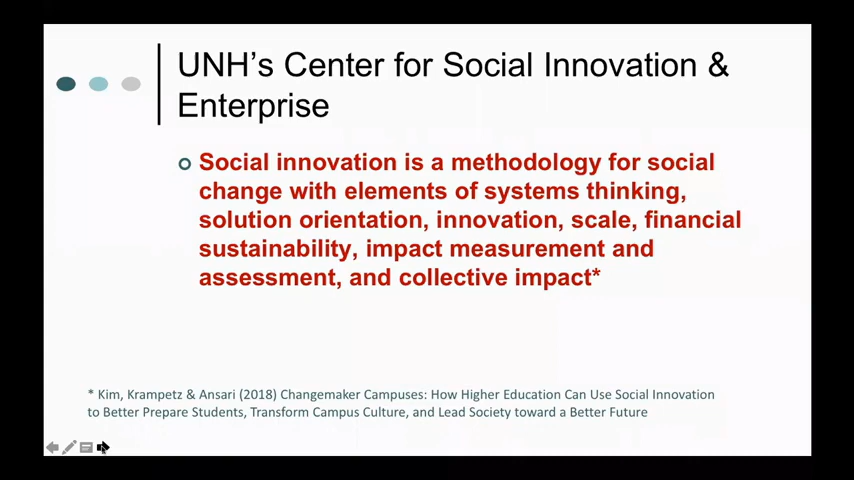 UNH’s Center for Social Innovation &
Enterprise
Social innovation is a methodology for social
change with elements of systems thinking,
solution orientation, innovation, scale, financial
sustainability, impact measurement and
assessment, and collective impact*
* Kim, Krampetz & Ansari (2018) Changemaker Campuses: How Higher Education Can Use Social Innovation
to Better Prepare Students, Transform Campus Culture, and Lead Society toward a Better Future